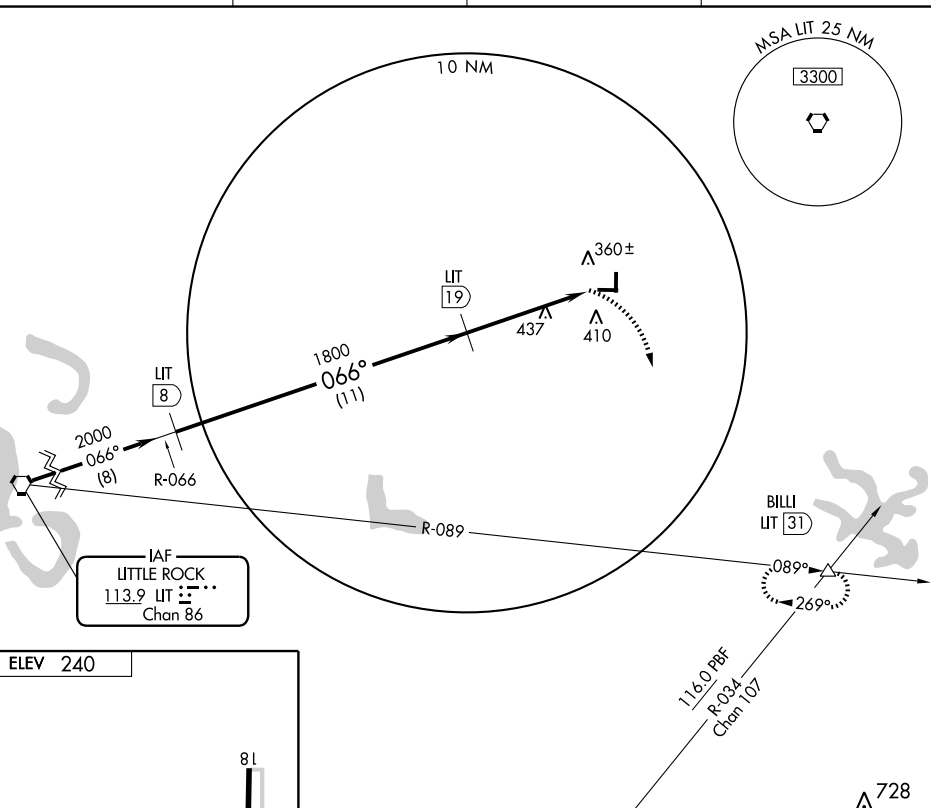 MSA LIT 25 NM
3300
10 NM
360±
LIT
19
437
410
1800
066°
(11)
LIT
8
2000
066°
(8)
R-066
R-089
BILLI
LIT 31
089°
269°
IAF
LITTLE ROCK
113.9 LIT
Chan 86
116.0 PBF
R-034
Chan 107
ELEV 240
18
728